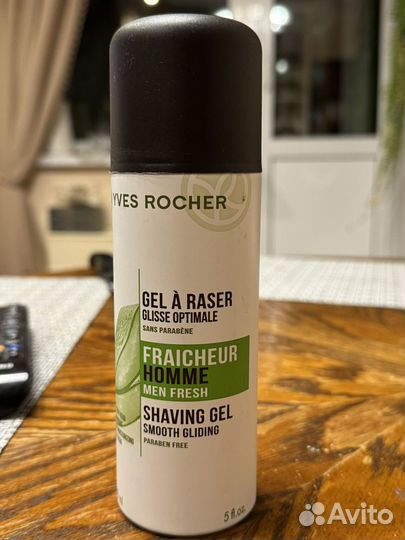 YVES ROCHER
GEL À RASER
GLISSE OPTIMALE
SANS PARABÈNE
FRAICHEUR
HOMME
MEN FRESH
SHAVING GEL
SMOOTH GLIDING
PARABEN FREE
5 fl.oz.
Avito